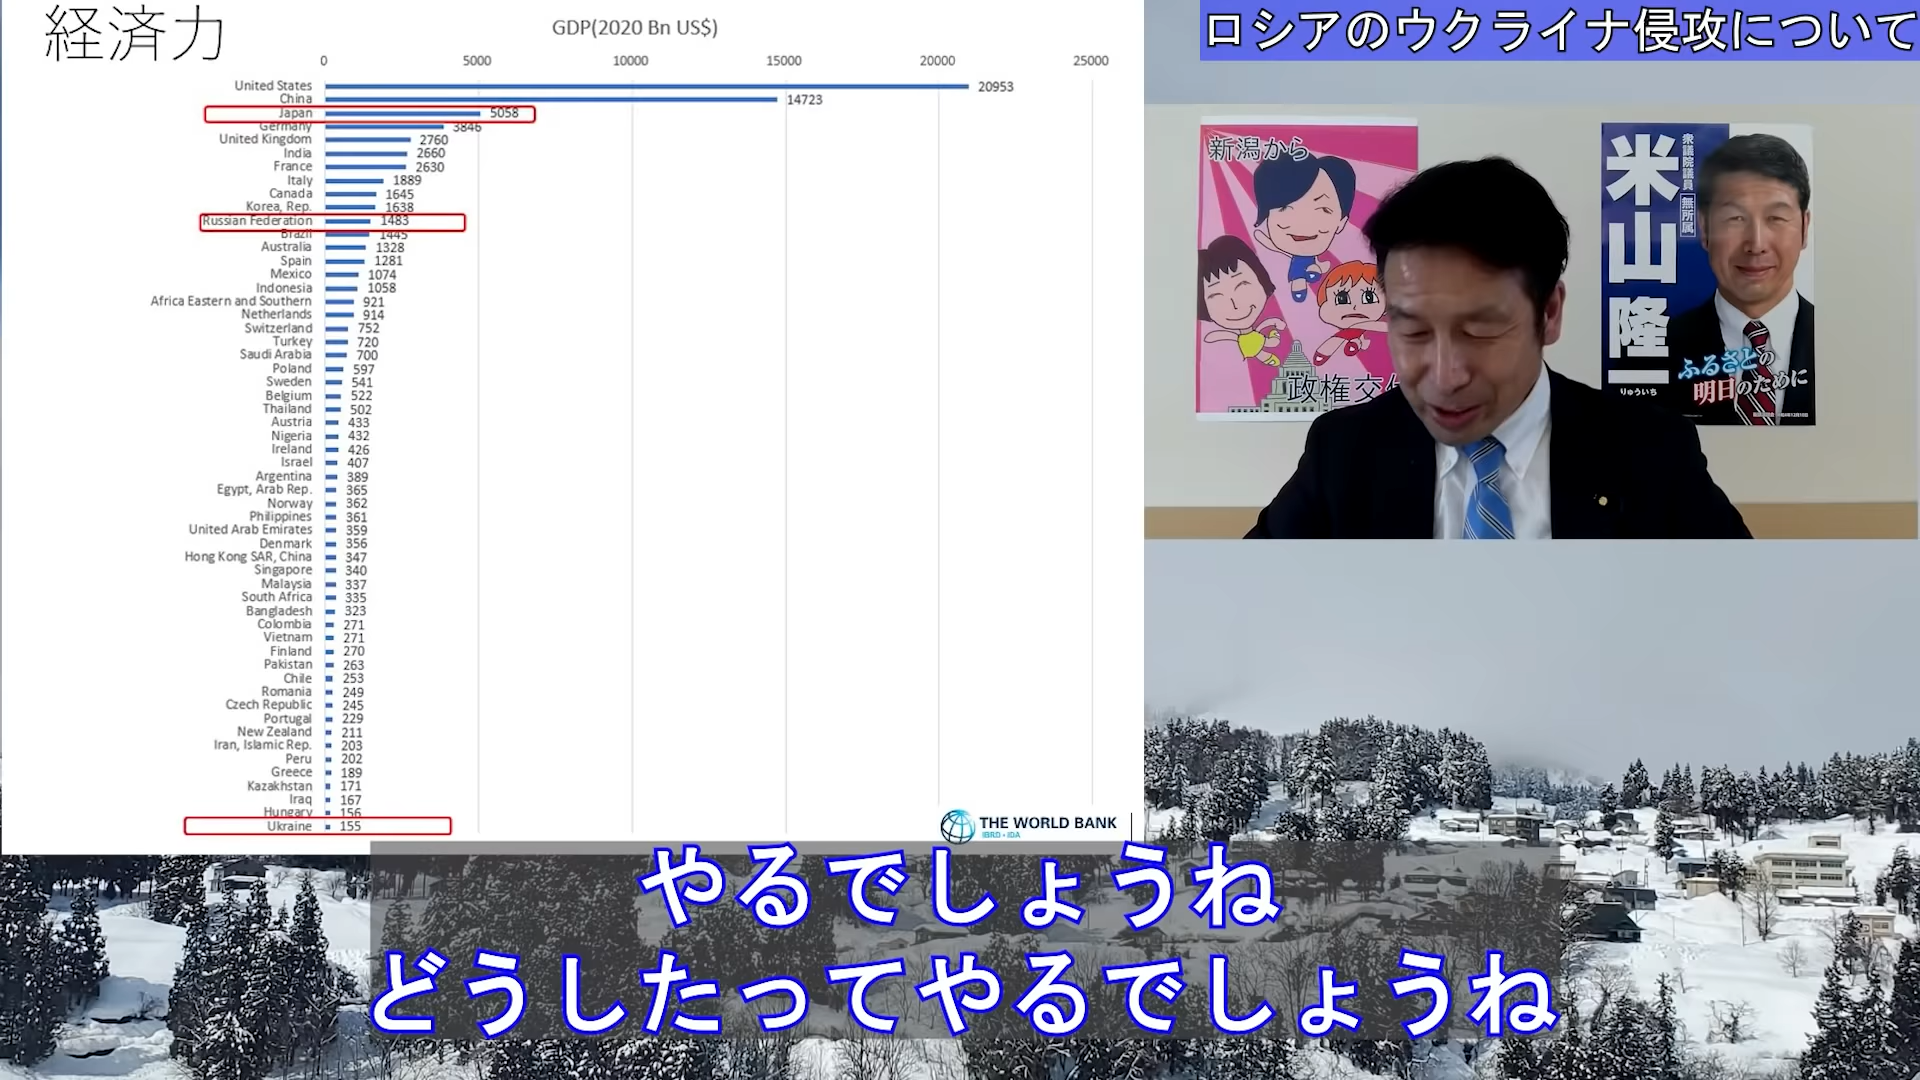 経済力
GDP(2020 Bn US$)
0 5000 10000 15000 20000 25000
United States 20953
China 14723
Japan 5058
Germany 3846
United Kingdom 2760
India 2660
France 2630
Italy 1889
Canada 1645
Korea, Rep. 1638
Russian Federation 1483
Brazil 1445
Australia 1328
Spain 1281
Mexico 1074
Indonesia 1058
Africa Eastern and Southern 921
Netherlands 914
Switzerland 752
Turkey 720
Saudi Arabia 700
Poland 597
Sweden 541
Belgium 522
Thailand 502
Austria 433
Nigeria 432
Ireland 426
Israel 407
Argentina 389
Egypt, Arab Rep. 365
Norway 362
Philippines 361
United Arab Emirates 359
Denmark 356
Hong Kong SAR, China 347
Singapore 340
Malaysia 337
South Africa 335
Bangladesh 323
Colombia 271
Vietnam 271
Finland 270
Pakistan 263
Chile 253
Romania 249
Czech Republic 245
Portugal 229
New Zealand 211
Iran, Islamic Rep. 203
Peru 202
Greece 189
Kazakhstan 171
Iraq 167
Hungary 156
Ukraine 155
THE WORLD BANK
IBRD • IDA
ロシアのウクライナ侵攻について
新潟から
政権交
衆議院議員 無所属
米山隆一
りゅういち
ふるさとの
明日のために
やるでしょうね
どうしたってやるでしょうね